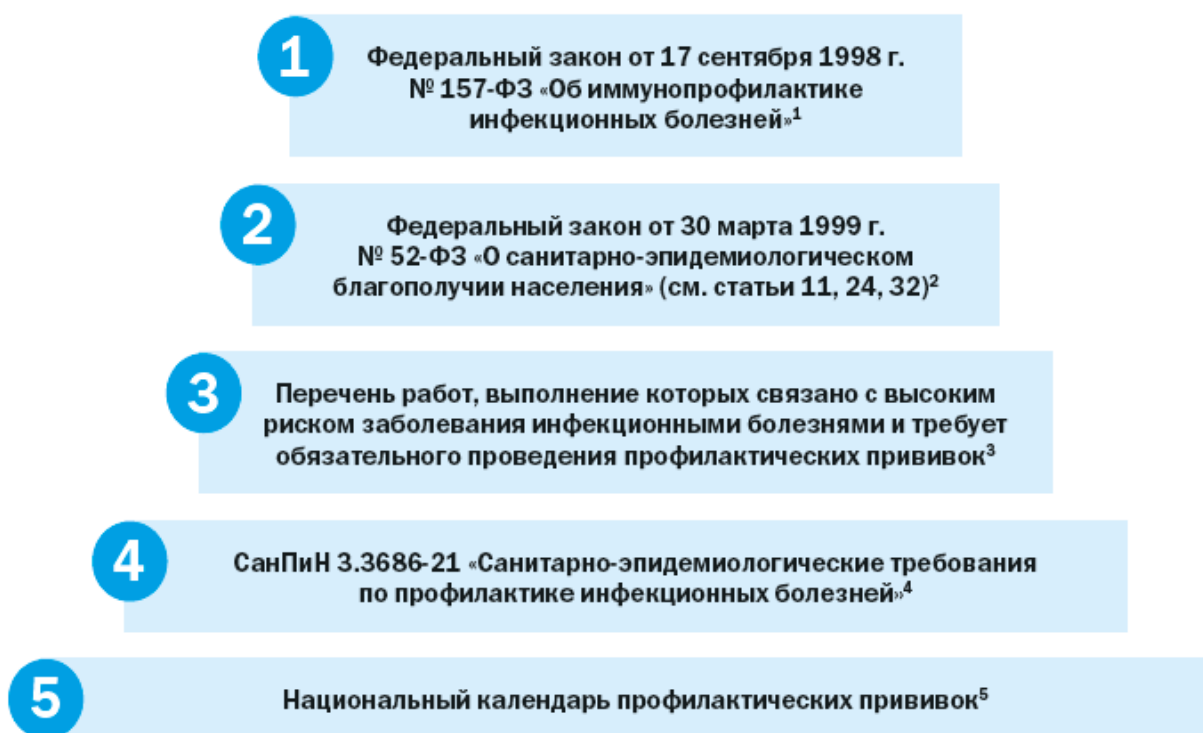 1
Федеральный закон от 17 сентября 1998 г.
№ 157-ФЗ «Об иммунопрофилактике
инфекционных болезней»¹
2
Федеральный закон от 30 марта 1999 г.
№ 52-ФЗ «О санитарно-эпидемиологическом
благополучии населения» (см. статьи 11, 24, 32)²
3
Перечень работ, выполнение которых связано с высоким
риском заболевания инфекционными болезнями и требует
обязательного проведения профилактических прививок³
4
СанПиН 3.3686-21 «Санитарно-эпидемиологические требования
по профилактике инфекционных болезней»⁴
5
Национальный календарь профилактических прививок⁵